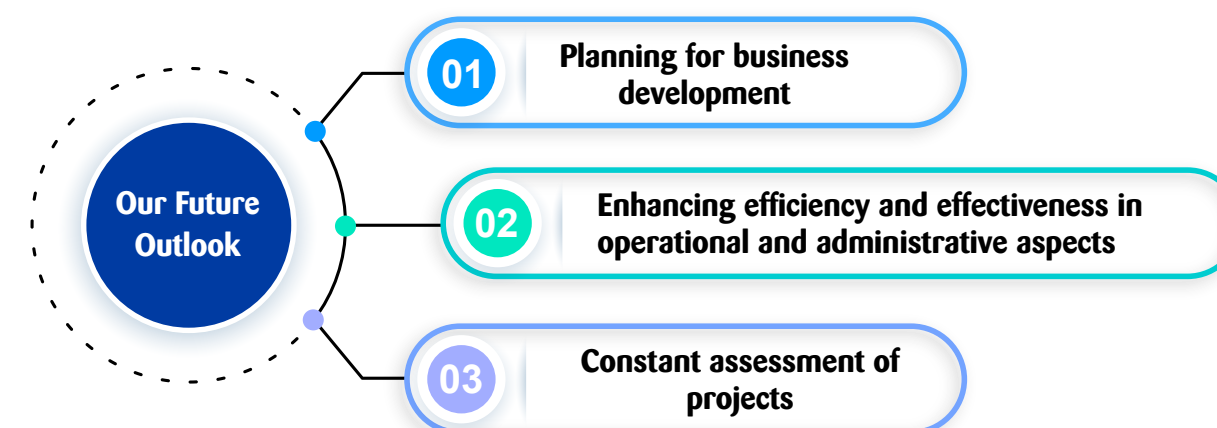 Our Future
Outlook
01
Planning for business
development
02
Enhancing efficiency and effectiveness in
operational and administrative aspects
03
Constant assessment of
projects